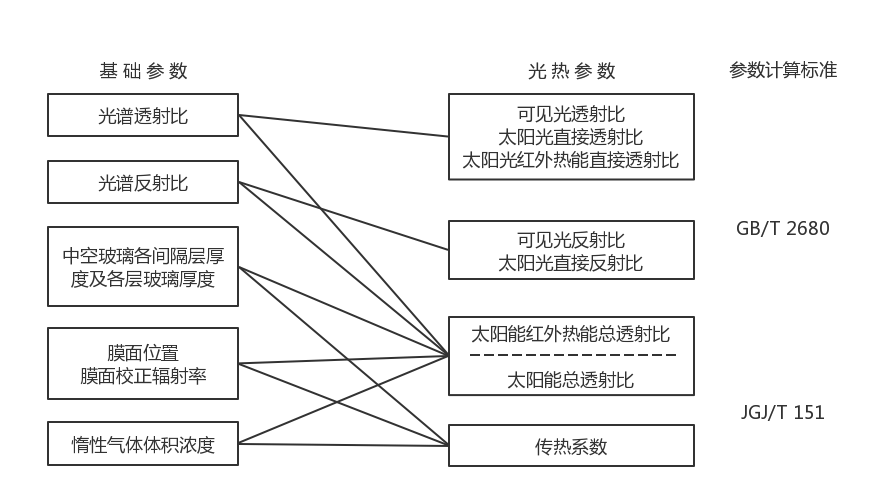 基础参数
光热参数
参数计算标准
光谱透射比
可见光透射比
太阳光直接透射比
太阳光红外热能直接透射比
光谱反射比
GB/T 2680
可见光反射比
太阳光直接反射比
中空玻璃各间隔层厚
度及各层玻璃厚度
太阳能红外热能总透射比
太阳能总透射比
膜面位置
膜面校正辐射率
JGJ/T 151
惰性气体体积浓度
传热系数